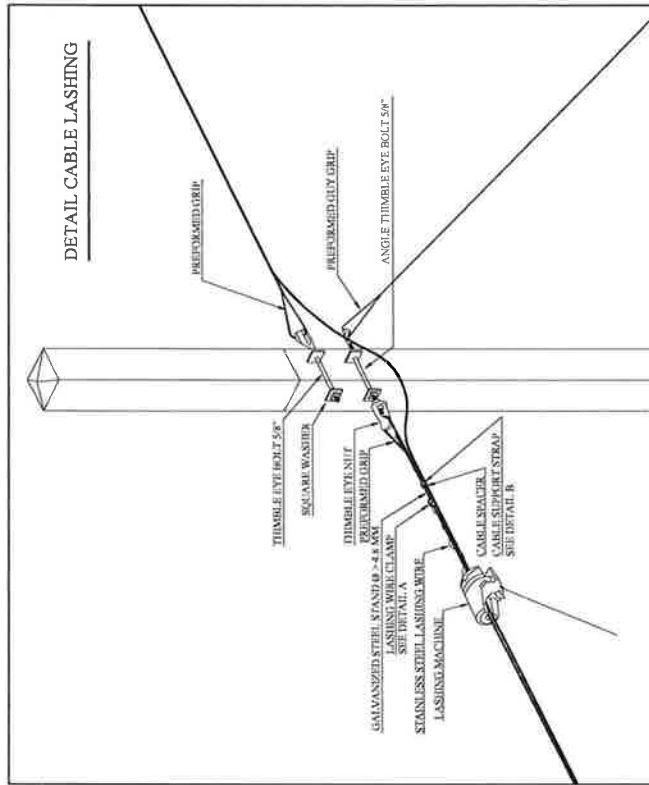 DETAIL CABLE LASHING
PREFORMED GRIP
PREFORMED GUY GRIP
ANGLE THIMBLE EYE BOLT 5/8"
THIMBLE EYE BOLT 5/8"
SQUARE WASHER
THIMBLE EYE NUT
PREFORMED GRIP
GALVANIZED STEEL STAND Ø > 4.8 MM
LASHING WIRE CLAMP
SEE DETAIL A
STAINLESS STEEL LASHING WIRE
LASHING MACHINE
CABLE SPACER
CABLE SUPPORT STRAP
SEE DETAIL B